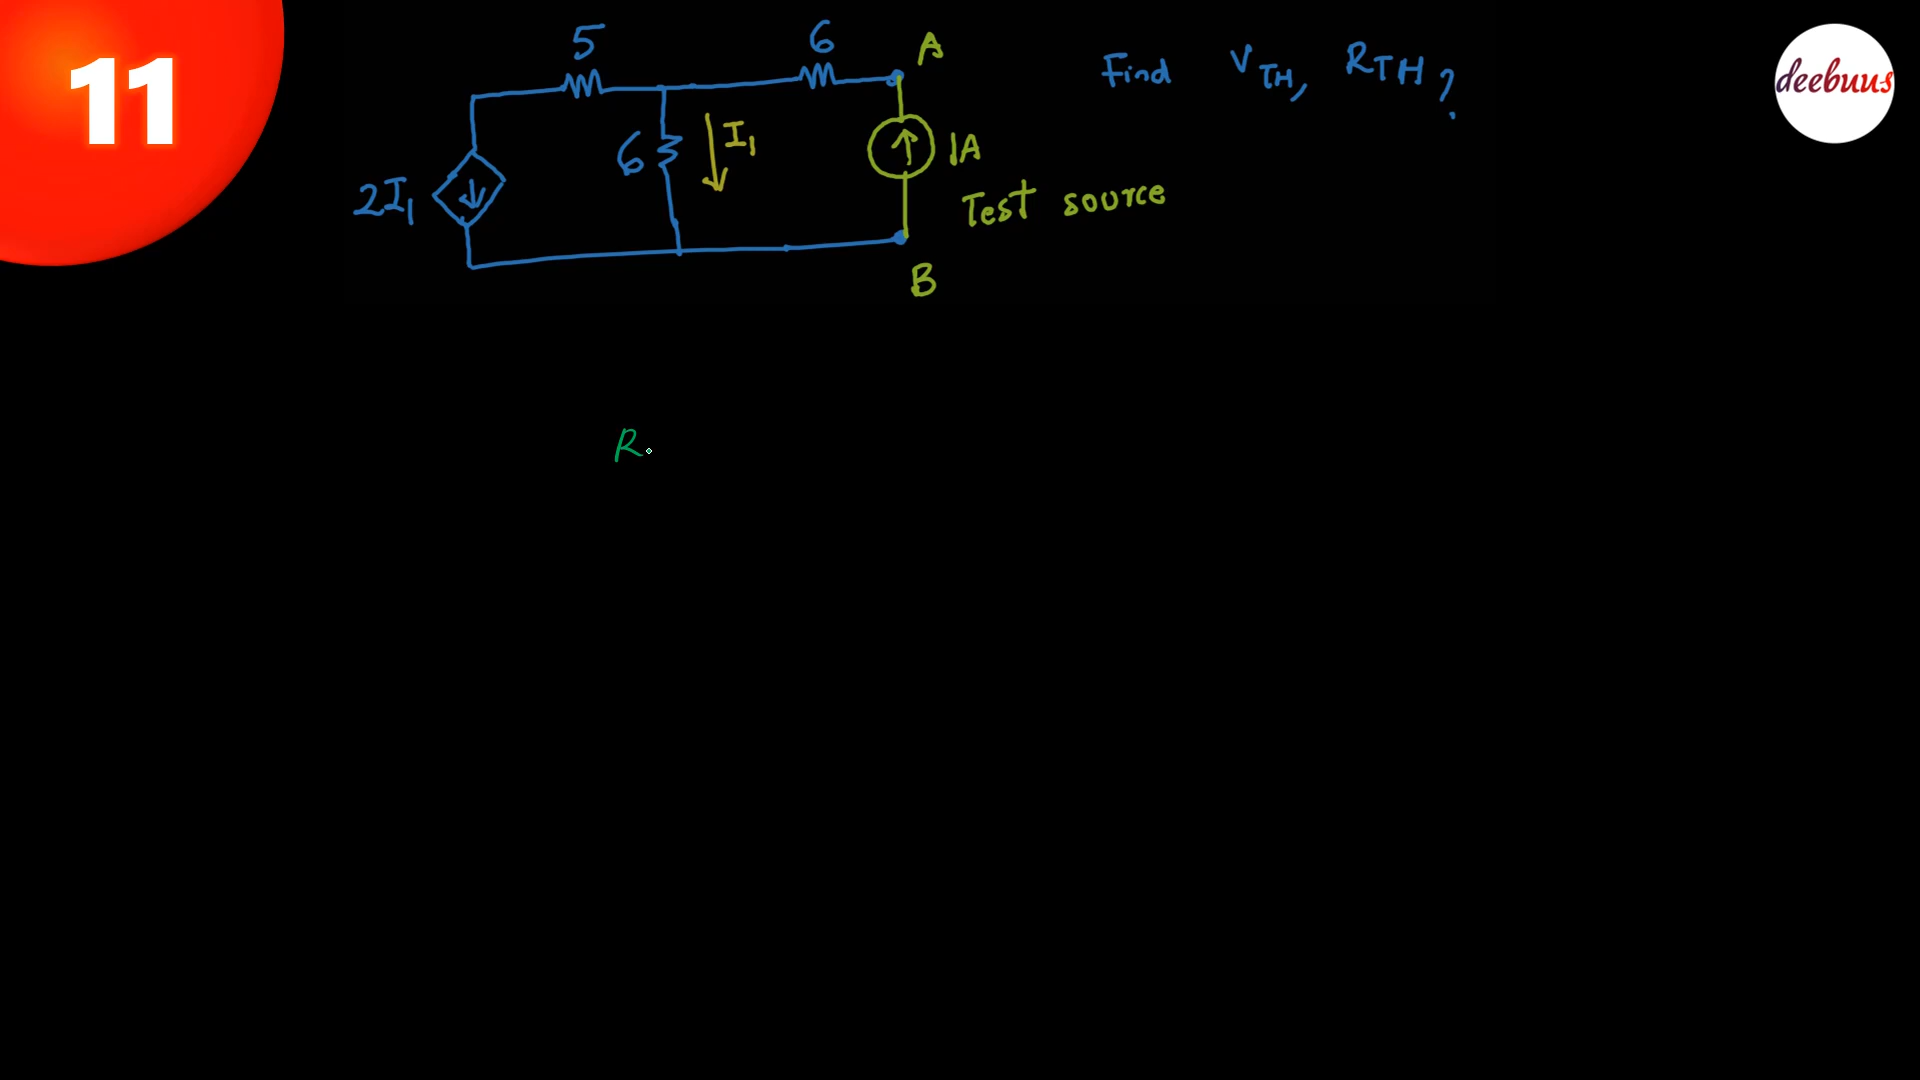 11
5
6
A
Find V_TH, R_TH ?
deebuus
2I₁
6
I₁
1A
Test source
B
R